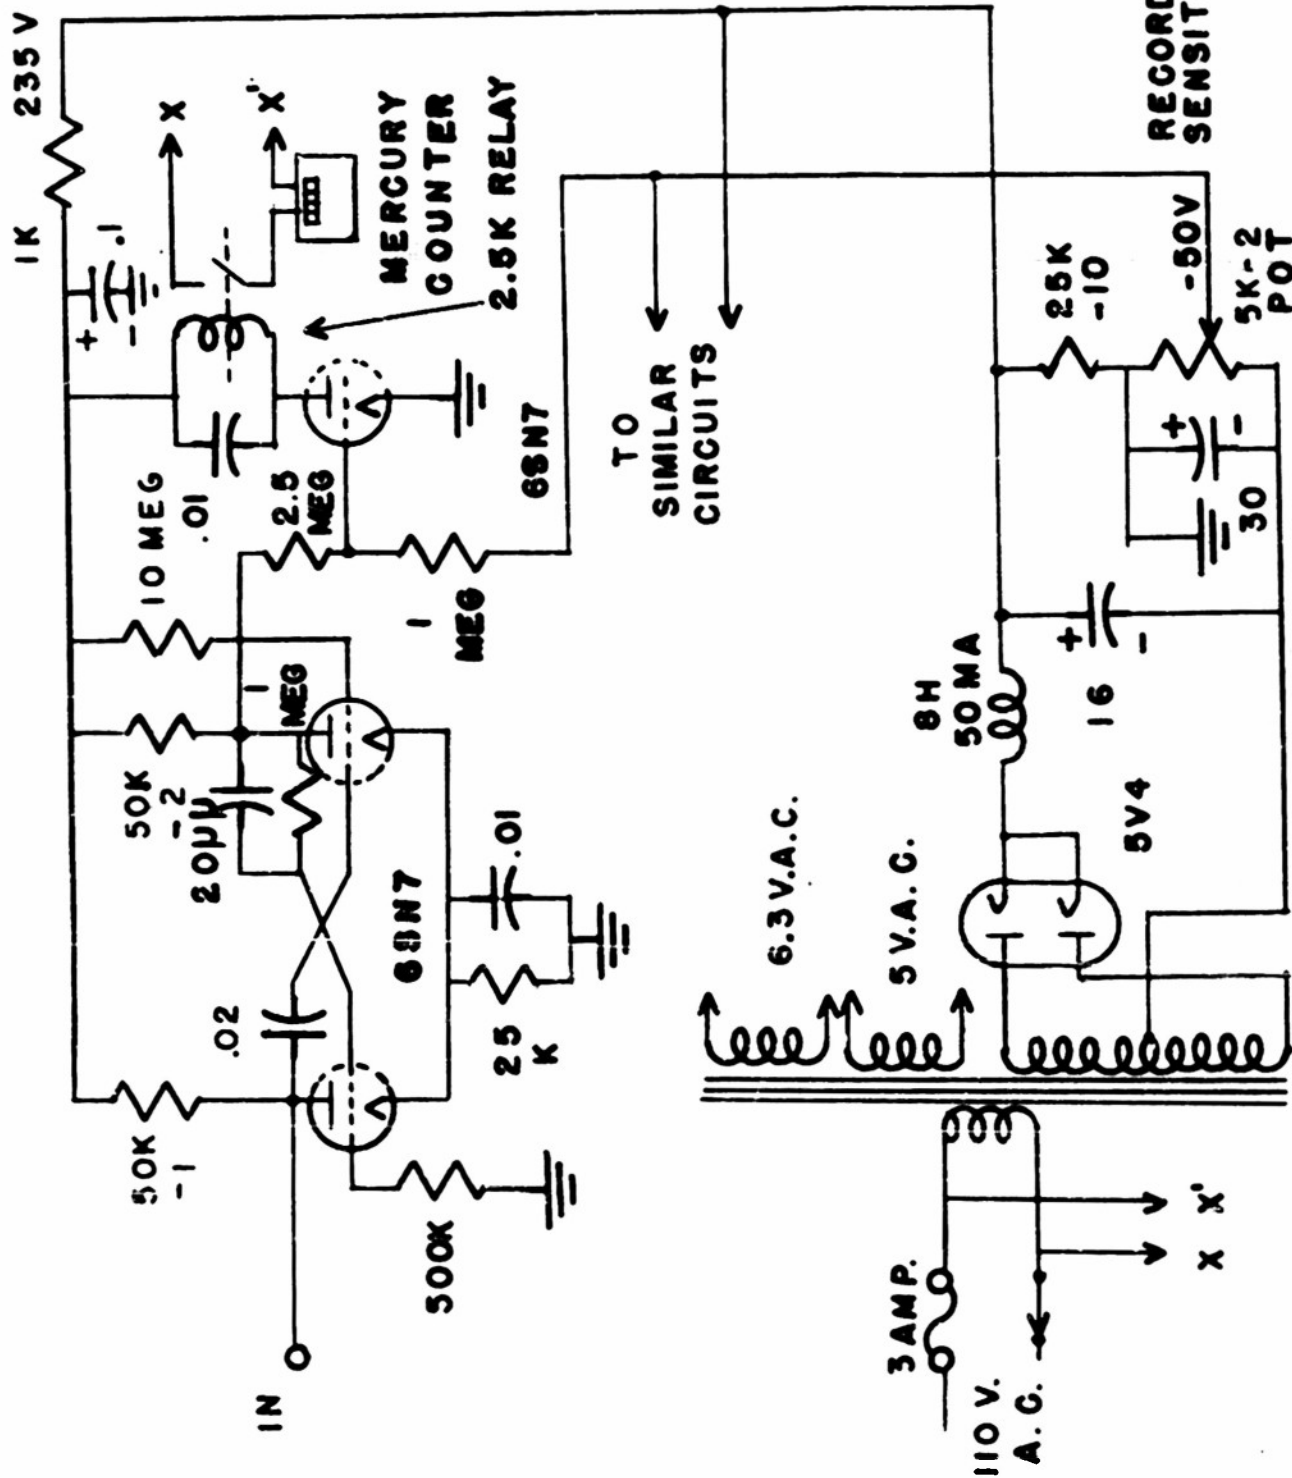 1K
235 V
+
.1
-
X
X'
MERCURY
COUNTER
2.5K RELAY
10 MEG
.01
2.5
MEG
50K
-2
20µµ
1
MEG
1
MEG
6SN7
50K
-1
.02
6SN7
.01
25
K
500K
IN
TO
SIMILAR
CIRCUITS
RECORD
SENSIT
-50V
25K
-10
5K-2
POT
+
-
30
8H
50 MA
+
-
16
5V4
6.3 V.A.C.
5 V.A.C.
3 AMP.
110 V.
A.C.
X
X'